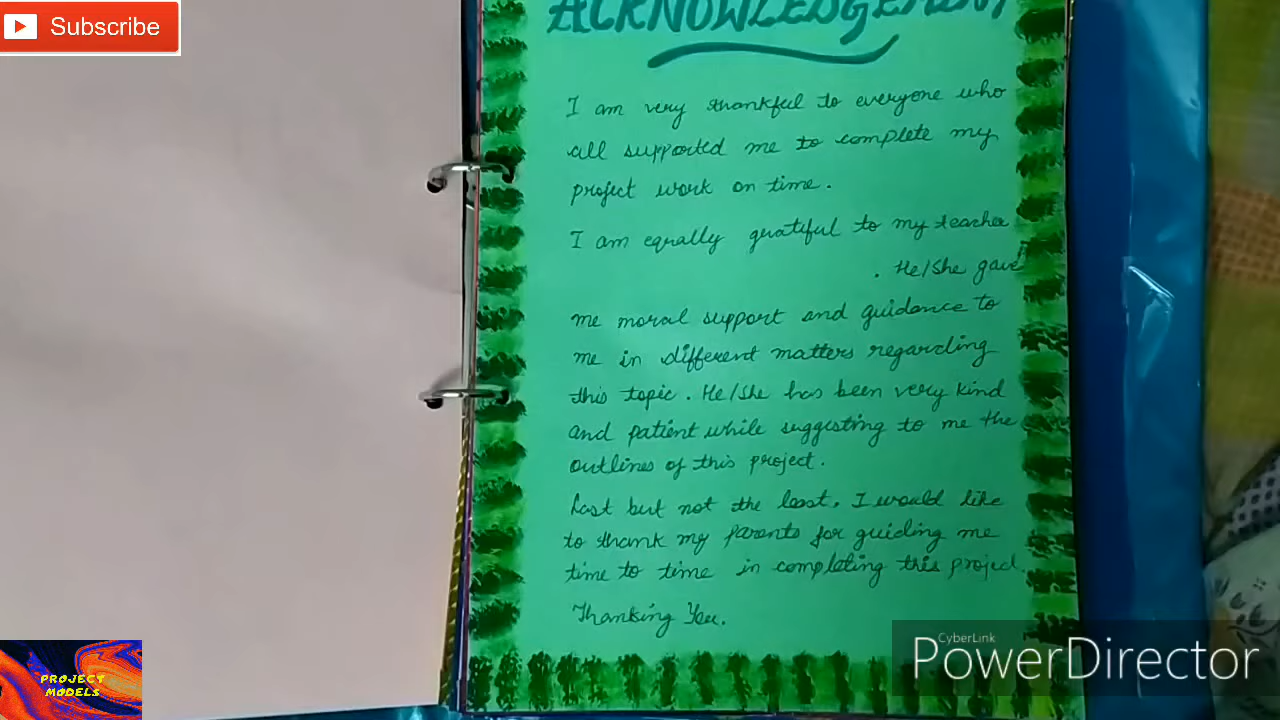 Subscribe
ACKNOWLEDGEMENT
I am very thankful to everyone who
all supported me to complete my
project work on time.
I am equally gratiful to my teacher
. He/She gave
me moral support and guidance to
me in different matters regarding
this topic. He/She has been very kind
and patient while suggesting to me the
outlines of this project.
Last but not the least, I would like
to thank my parents for guiding me
time to time in completing this project.
Thanking You.
PROJECT
MODELS
CyberLink
PowerDirector